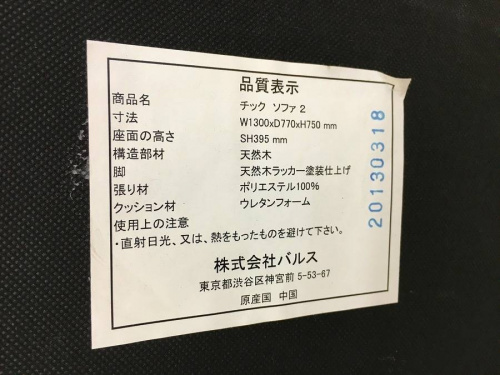 品質表示
商品名 チック ソファ 2
寸法 W1300xD770xH750 mm
座面の高さ SH395 mm
構造部材 天然木
脚 天然木ラッカー塗装仕上げ
張り材 ポリエステル100%
クッション材 ウレタンフォーム
使用上の注意
・直射日光、又は、熱をもったものを避けて下さい。
株式会社バルス
東京都渋谷区神宮前 5-53-67
原産国 中国
20130318